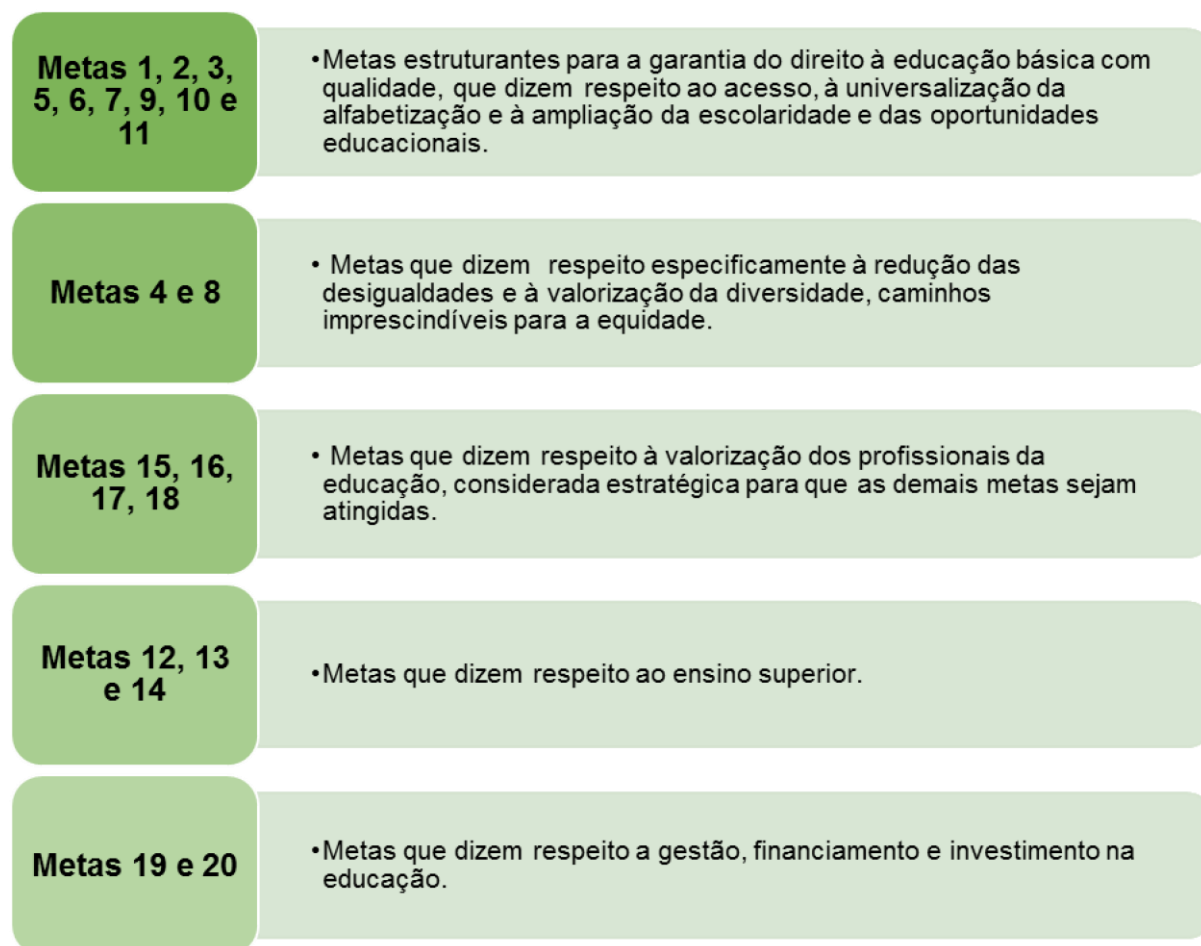 Metas 1, 2, 3,
5, 6, 7, 9, 10 e
11
•Metas estruturantes para a garantia do direito à educação básica com
qualidade, que dizem respeito ao acesso, à universalização da
alfabetização e à ampliação da escolaridade e das oportunidades
educacionais.
Metas 4 e 8
• Metas que dizem respeito especificamente à redução das
desigualdades e à valorização da diversidade, caminhos
imprescindíveis para a equidade.
Metas 15, 16,
17, 18
• Metas que dizem respeito à valorização dos profissionais da
educação, considerada estratégica para que as demais metas sejam
atingidas.
Metas 12, 13
e 14
•Metas que dizem respeito ao ensino superior.
Metas 19 e 20
•Metas que dizem respeito a gestão, financiamento e investimento na
educação.